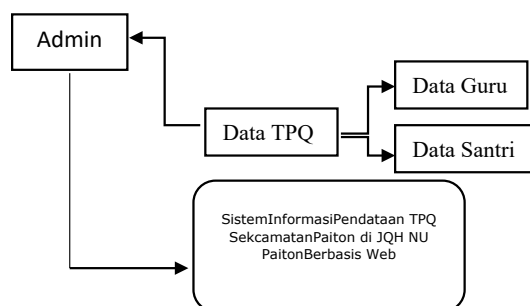 Admin
Data Guru
Data TPQ
Data Santri
SistemInformasiPendataan TPQ
SekcamatanPaiton di JQH NU
PaitonBerbasis Web